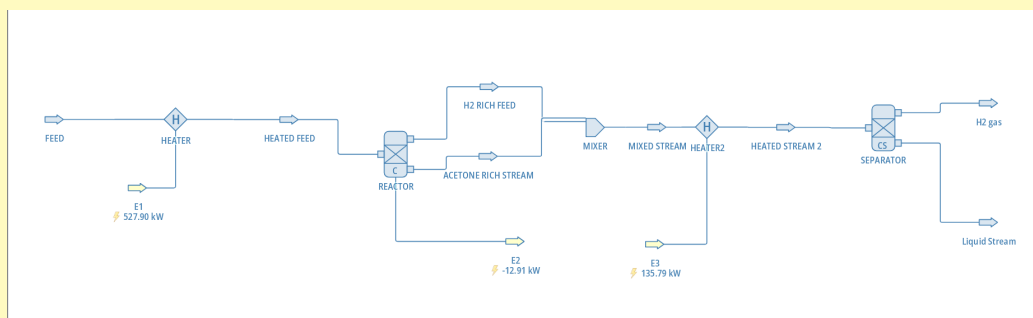 H2 RICH FEED
H2 gas
H
FEED
HEATER
HEATED FEED
H
MIXER
MIXED STREAM
HEATER2
HEATED STREAM 2
CS
SEPARATOR
C
REACTOR
ACETONE RICH STREAM
E1
527.90 kW
E2
-12.91 kW
E3
135.79 kW
Liquid Stream